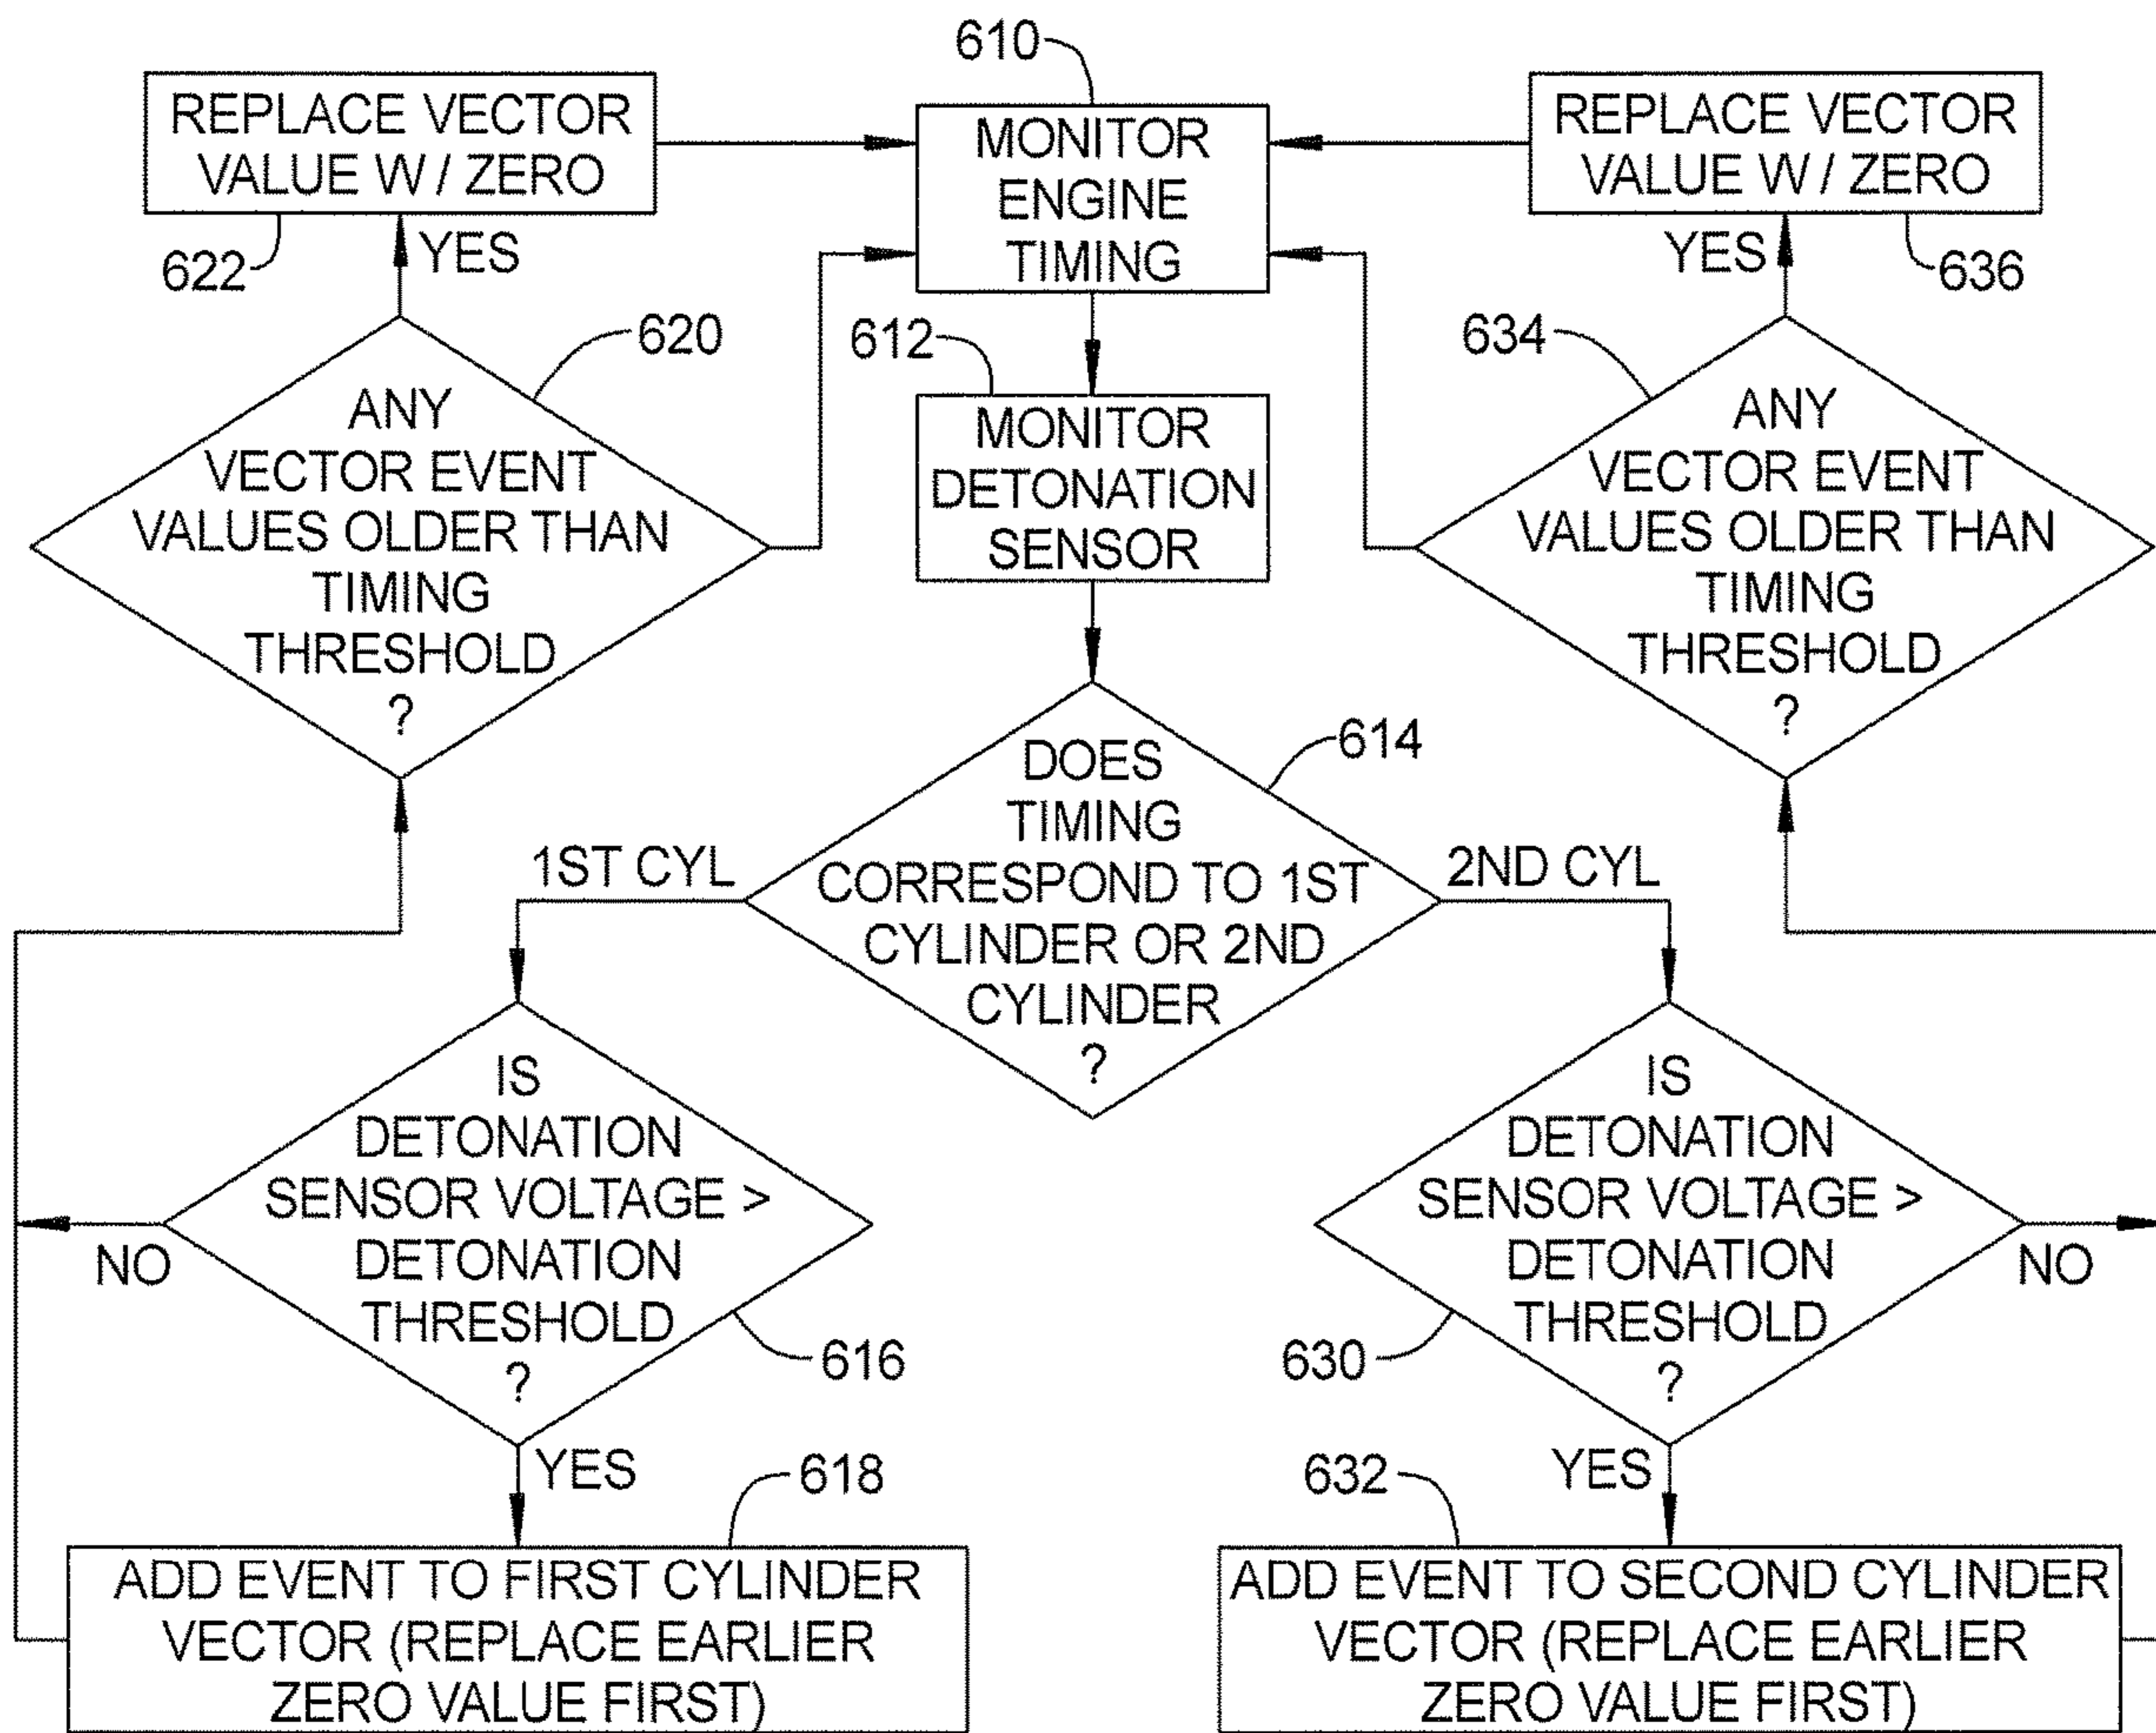 610
REPLACE VECTOR
VALUE W / ZERO
622
YES
MONITOR
ENGINE
TIMING
REPLACE VECTOR
VALUE W / ZERO
YES
636
620
ANY
VECTOR EVENT
VALUES OLDER THAN
TIMING
THRESHOLD
?
612
MONITOR
DETONATION
SENSOR
634
ANY
VECTOR EVENT
VALUES OLDER THAN
TIMING
THRESHOLD
?
614
DOES
TIMING
CORRESPOND TO 1ST
CYLINDER OR 2ND
CYLINDER
?
1ST CYL
2ND CYL
IS
DETONATION
SENSOR VOLTAGE >
DETONATION
THRESHOLD
?
NO
616
YES
618
ADD EVENT TO FIRST CYLINDER
VECTOR (REPLACE EARLIER
ZERO VALUE FIRST)
IS
DETONATION
SENSOR VOLTAGE >
DETONATION
THRESHOLD
?
NO
630
YES
632
ADD EVENT TO SECOND CYLINDER
VECTOR (REPLACE EARLIER
ZERO VALUE FIRST)